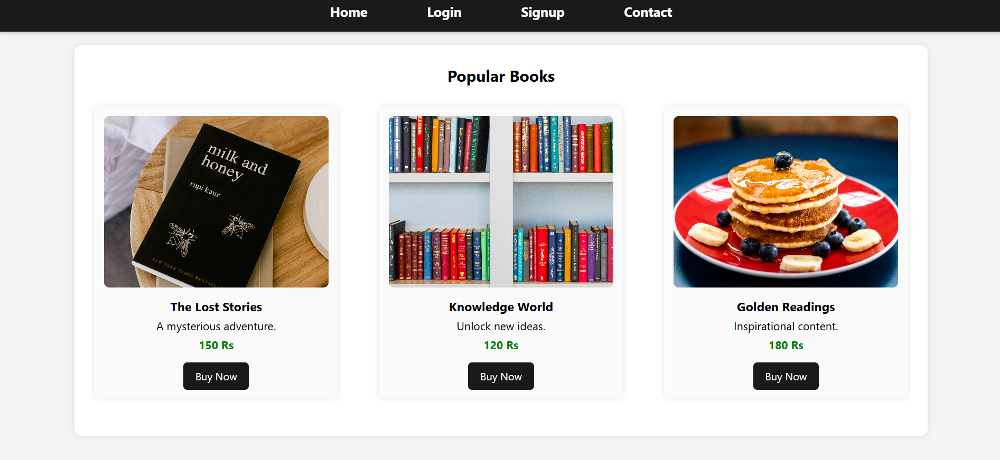 Home Login Signup Contact
Popular Books
milk and
honey
rupi kaur
NEW YORK TIMES
The Lost Stories
A mysterious adventure.
150 Rs
Buy Now
Knowledge World
Unlock new ideas.
120 Rs
Buy Now
Golden Readings
Inspirational content.
180 Rs
Buy Now